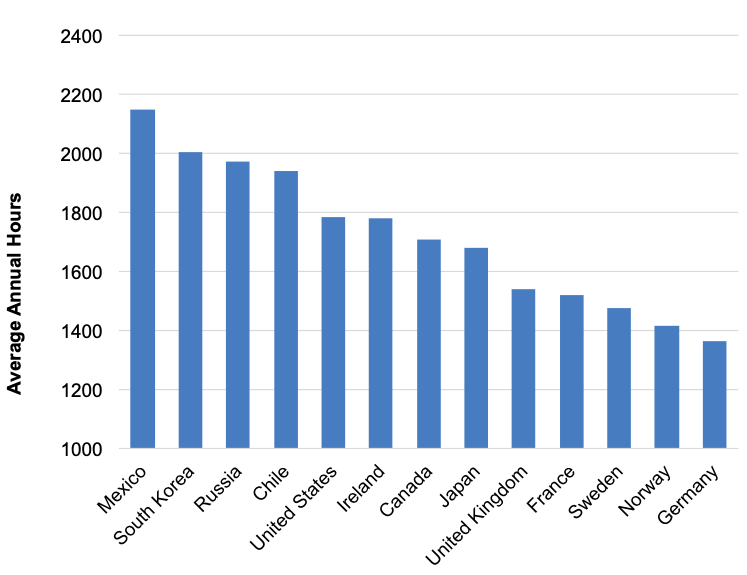 2400
2200
2000
1800
1600
1400
1200
1000
Average Annual Hours
Mexico
South Korea
Russia
Chile
United States
Ireland
Canada
Japan
United Kingdom
France
Sweden
Norway
Germany